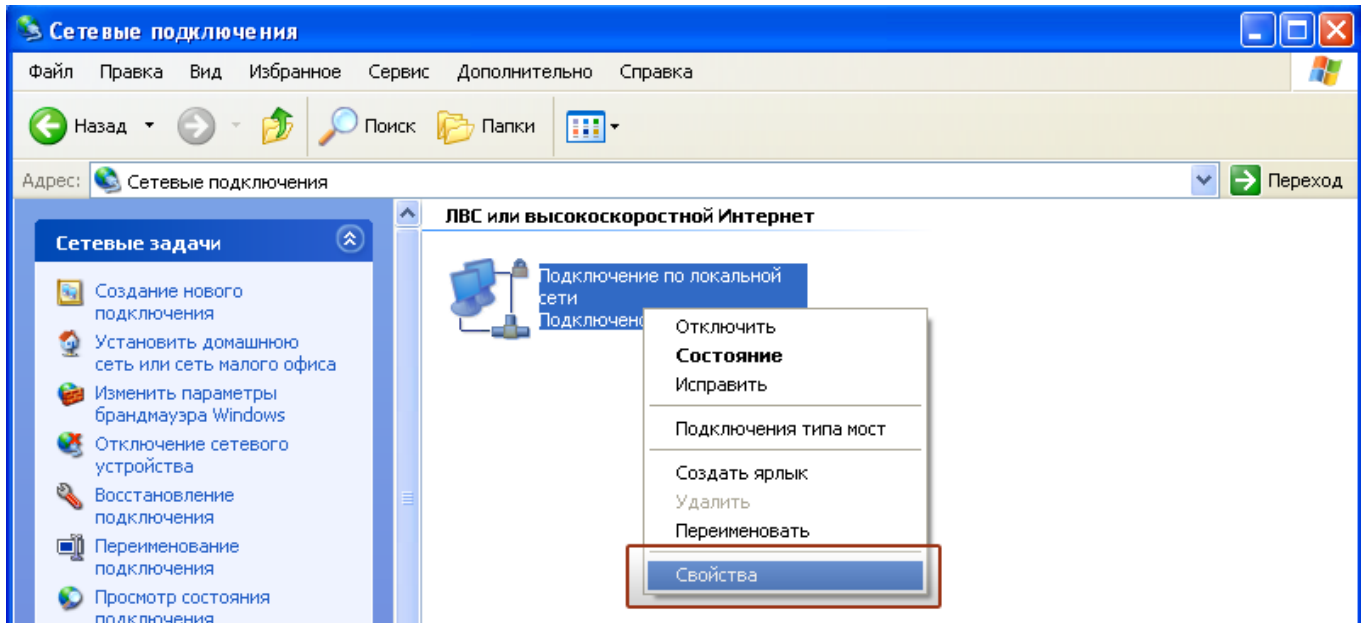 Сетевые подключения
Файл Правка Вид Избранное Сервис Дополнительно Справка
Назад Поиск Папки
Адрес: Сетевые подключения Переход
Сетевые задачи
Создание нового
подключения
Установить домашнюю
сеть или сеть малого офиса
Изменить параметры
брандмауэра Windows
Отключение сетевого
устройства
Восстановление
подключения
Переименование
подключения
Просмотр состояния
подключения
ЛВС или высокоскоростной Интернет
Подключение по локальной
сети
Подключено
Отключить
Состояние
Исправить
Подключения типа мост
Создать ярлык
Удалить
Переименовать
Свойства